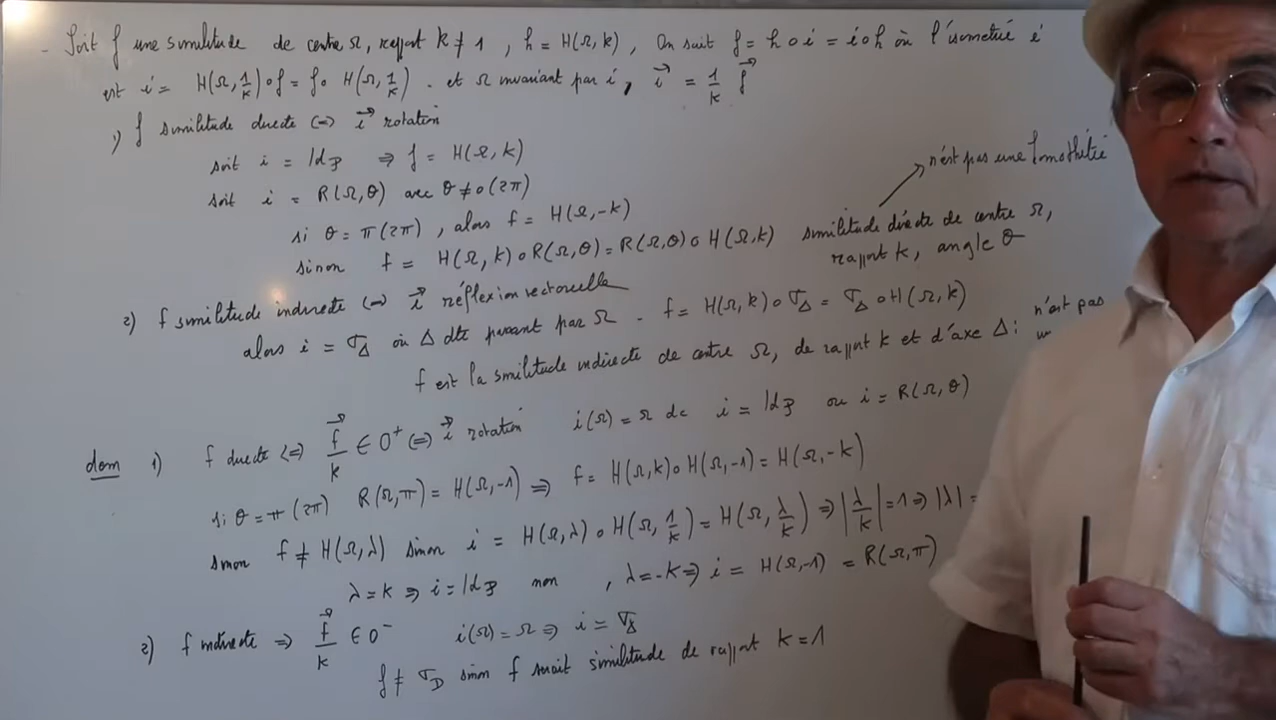 - Soit f une similitude de centre Ω, rapport k ≠ 1, h = H(Ω,k), On sait f = h o i = i o h où l'isométrie i
est i = H(Ω,1/k) o f = f o H(Ω,1/k). et Ω invariant par i, i⃗ = 1/k f⃗
1) f similitude directe ⇔ i⃗ rotation
soit i = Id_P ⇒ f = H(Ω,k)
n'est pas une homothétie
soit i = R(Ω,θ) avec θ ≠ 0 (2π)
si θ = π (2π), alors f = H(Ω,-k)
sinon f = H(Ω,k) o R(Ω,θ) = R(Ω,θ) o H(Ω,k) similitude directe de centre Ω,
rapport k, angle θ
2) f similitude indirecte ⇔ i⃗ réflexion vectorielle
alors i = σ_Δ où Δ dte passant par Ω. f = H(Ω,k) o σ_Δ = σ_Δ o H(Ω,k)
f est la similitude indirecte de centre Ω, de rapport k et d'axe Δ : n'est pas
dem 1) f directe ⇔ f⃗/k ∈ O⁺ ⇔ i⃗ rotation i(Ω) = Ω dc i = Id_P ou i = R(Ω,θ)
si θ = π (2π) R(Ω,π) = H(Ω,-1) ⇒ f = H(Ω,k) o H(Ω,-1) = H(Ω,-k)
sinon f ≠ H(Ω,λ) sinon i = H(Ω,λ) o H(Ω,1/k) = H(Ω,λ/k) ⇒ |λ/k| = 1 ⇒ |λ| =
λ = k ⇒ i = Id_P non , λ = -k ⇒ i = H(Ω,-1) = R(Ω,π)
2) f indirecte ⇒ f⃗/k ∈ O⁻ i(Ω) = Ω ⇒ i = σ_Δ
f ≠ σ_D sinon f serait similitude de rapport k = 1